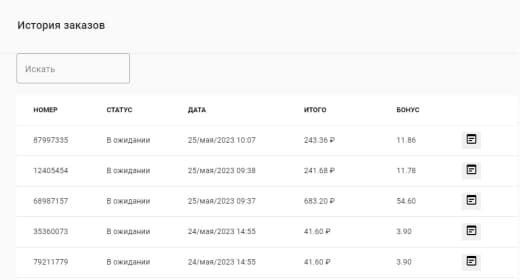 История заказов
Искать
НОМЕР СТАТУС ДАТА ИТОГО БОНУС
87997335 В ожидании 25/мая/2023 10:07 243.36 ₽ 11.86
12405454 В ожидании 25/мая/2023 09:38 241.68 ₽ 11.78
68987157 В ожидании 25/мая/2023 09:37 683.20 ₽ 54.60
35360073 В ожидании 24/мая/2023 14:55 41.60 ₽ 3.90
79211779 В ожидании 24/мая/2023 14:55 41.60 ₽ 3.90